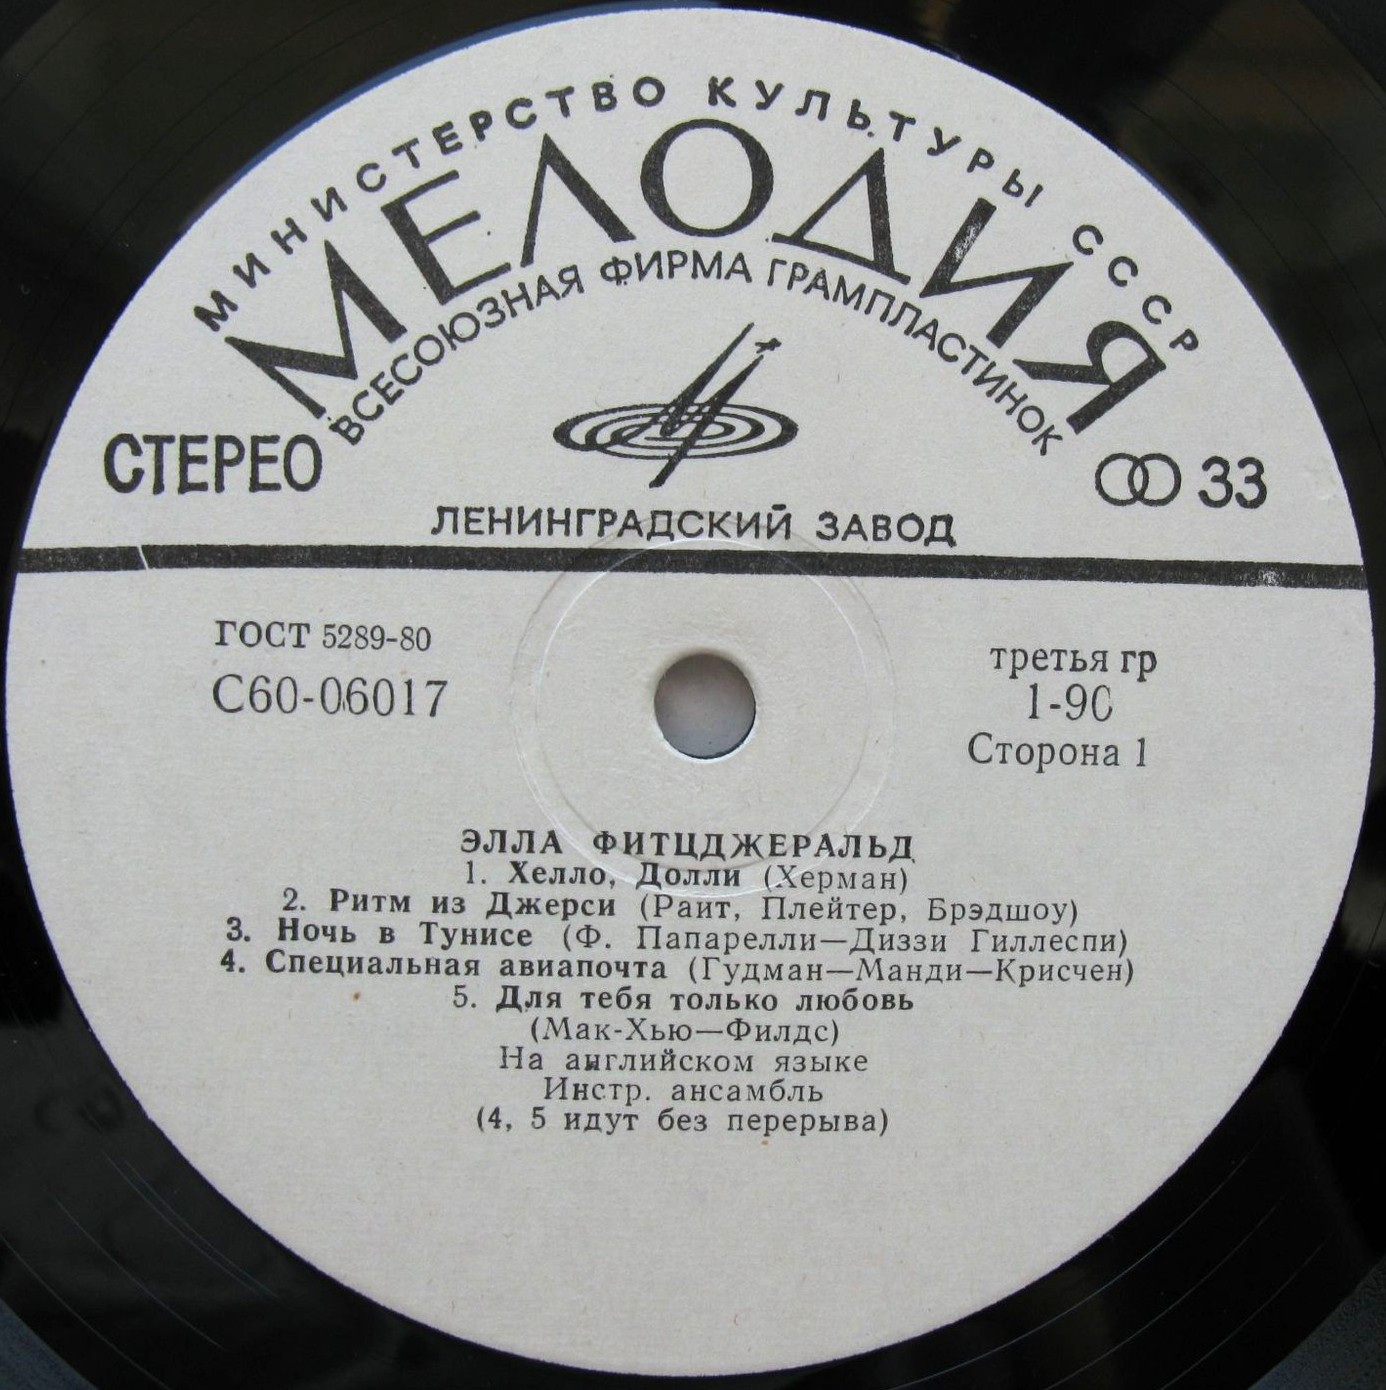 МИНИСТЕРСТВО КУЛЬТУРЫ СССР
МЕЛОДИЯ
ВСЕСОЮЗНАЯ ФИРМА ГРАМПЛАСТИНОК
СТЕРЕО
33
ЛЕНИНГРАДСКИЙ ЗАВОД
ГОСТ 5289-80
С60-06017
третья гр
1-90
Сторона 1
ЭЛЛА ФИТЦДЖЕРАЛЬД
1. Хелло, Долли (Херман)
2. Ритм из Джерси (Раит, Плейтер, Брэдшоу)
3. Ночь в Тунисе (Ф. Папарелли—Диззи Гиллеспи)
4. Специальная авиапочта (Гудман—Манди—Крисчен)
5. Для тебя только любовь
(Мак-Хью—Филдс)
На английском языке
Инстр. ансамбль
(4, 5 идут без перерыва)